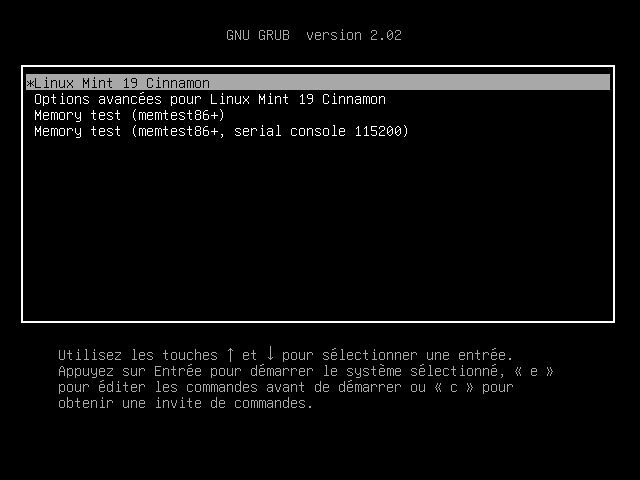 GNU GRUB  version 2.02
*Linux Mint 19 Cinnamon
Options avancées pour Linux Mint 19 Cinnamon
Memory test (memtest86+)
Memory test (memtest86+, serial console 115200)
Utilisez les touches ↑ et ↓ pour sélectionner une entrée.
Appuyez sur Entrée pour démarrer le système sélectionné, « e »
pour éditer les commandes avant de démarrer ou « c » pour
obtenir une invite de commandes.